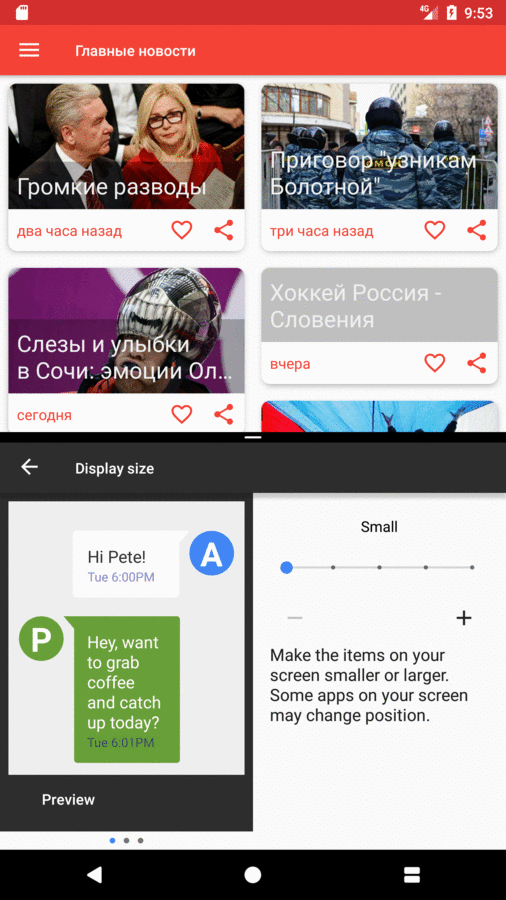 4G
9:53
Главные новости
Громкие разводы
два часа назад
Приговор "узникам
Болотной"
три часа назад
Слезы и улыбки
в Сочи: эмоции Ол...
сегодня
Хоккей Россия -
Словения
вчера
Display size
Hi Pete!
Tue 6:00PM
A
P
Hey, want
to grab
coffee
and catch
up today?
Tue 6:01PM
Preview
Small
Make the items on your
screen smaller or larger.
Some apps on your screen
may change position.